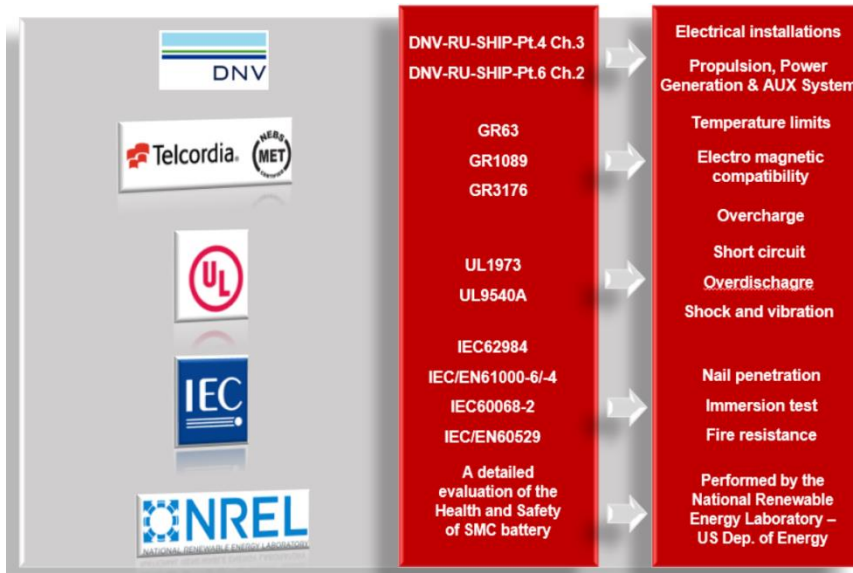 DNV
Telcordia®
NEBS
MET
CERTIFIED
UL
IEC
NREL
NATIONAL RENEWABLE ENERGY LABORATORY
DNV-RU-SHIP-Pt.4 Ch.3
DNV-RU-SHIP-Pt.6 Ch.2
GR63
GR1089
GR3176
UL1973
UL9540A
IEC62984
IEC/EN61000-6/-4
IEC60068-2
IEC/EN60529
A detailed
evaluation of the
Health and Safety
of SMC battery
Electrical installations
Propulsion, Power
Generation & AUX System
Temperature limits
Electro magnetic
compatibility
Overcharge
Short circuit
Overdischagre
Shock and vibration
Nail penetration
Immersion test
Fire resistance
Performed by the
National Renewable
Energy Laboratory –
US Dep. of Energy